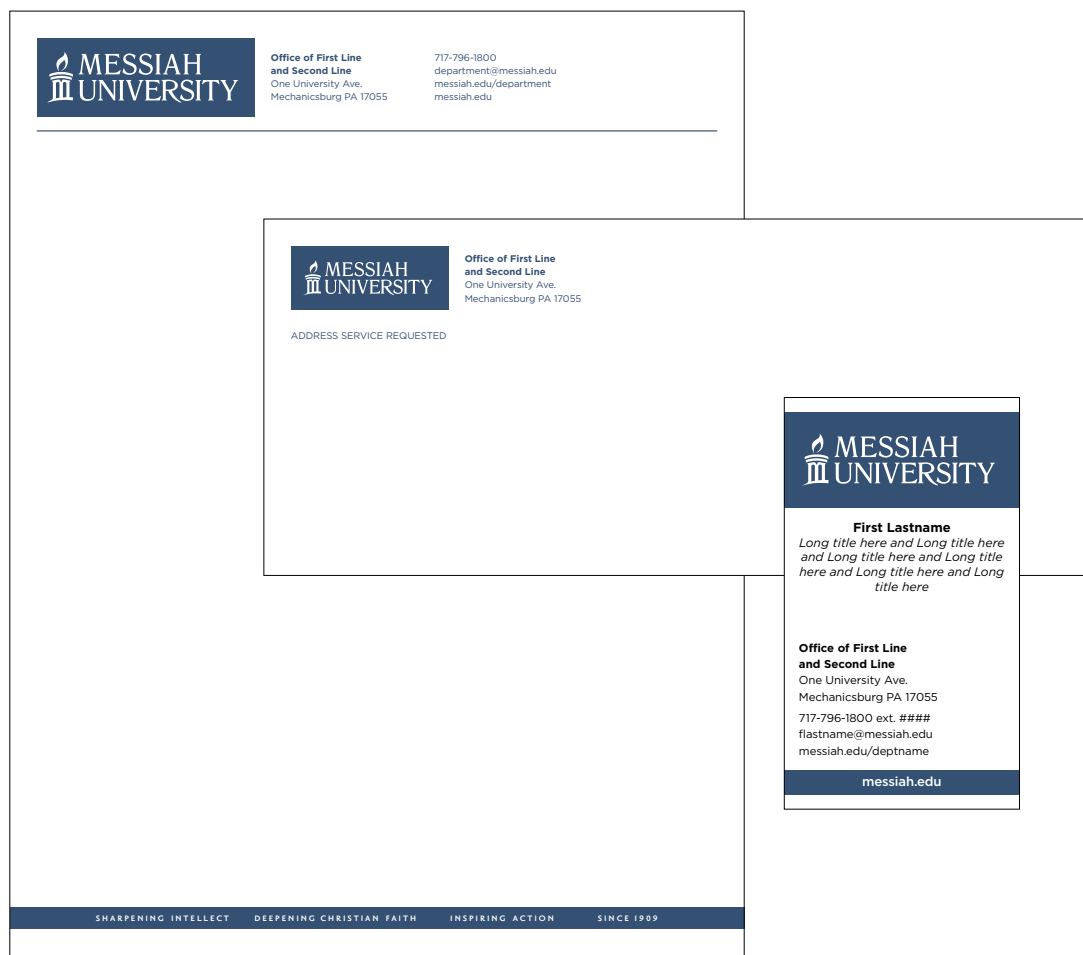 MESSIAH
UNIVERSITY
Office of First Line
and Second Line
One University Ave.
Mechanicsburg PA 17055
717-796-1800
department@messiah.edu
messiah.edu/department
messiah.edu
MESSIAH
UNIVERSITY
Office of First Line
and Second Line
One University Ave.
Mechanicsburg PA 17055
ADDRESS SERVICE REQUESTED
MESSIAH
UNIVERSITY
First Lastname
Long title here and Long title here
and Long title here and Long title
here and Long title here and Long
title here
Office of First Line
and Second Line
One University Ave.
Mechanicsburg PA 17055
717-796-1800 ext. ####
flastname@messiah.edu
messiah.edu/deptname
messiah.edu
SHARPENING INTELLECT DEEPENING CHRISTIAN FAITH INSPIRING ACTION SINCE 1909